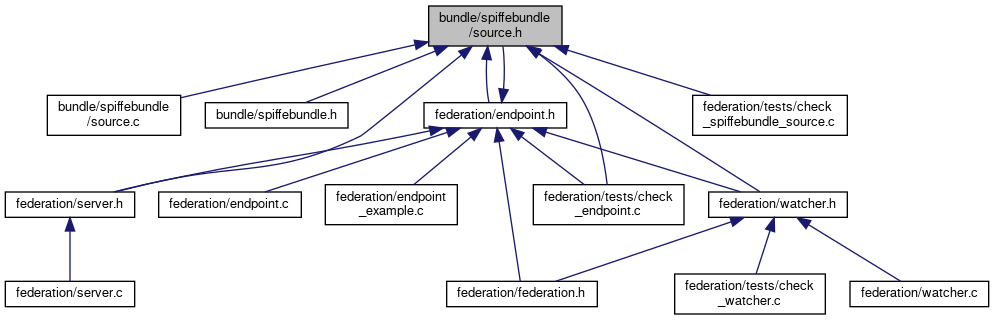 bundle/spiffebundle
/source.h
bundle/spiffebundle
/source.c
bundle/spiffebundle.h
federation/endpoint.h
federation/tests/check
_spiffebundle_source.c
federation/server.h
federation/endpoint.c
federation/endpoint
_example.c
federation/tests/check
_endpoint.c
federation/watcher.h
federation/server.c
federation/federation.h
federation/tests/check
_watcher.c
federation/watcher.c